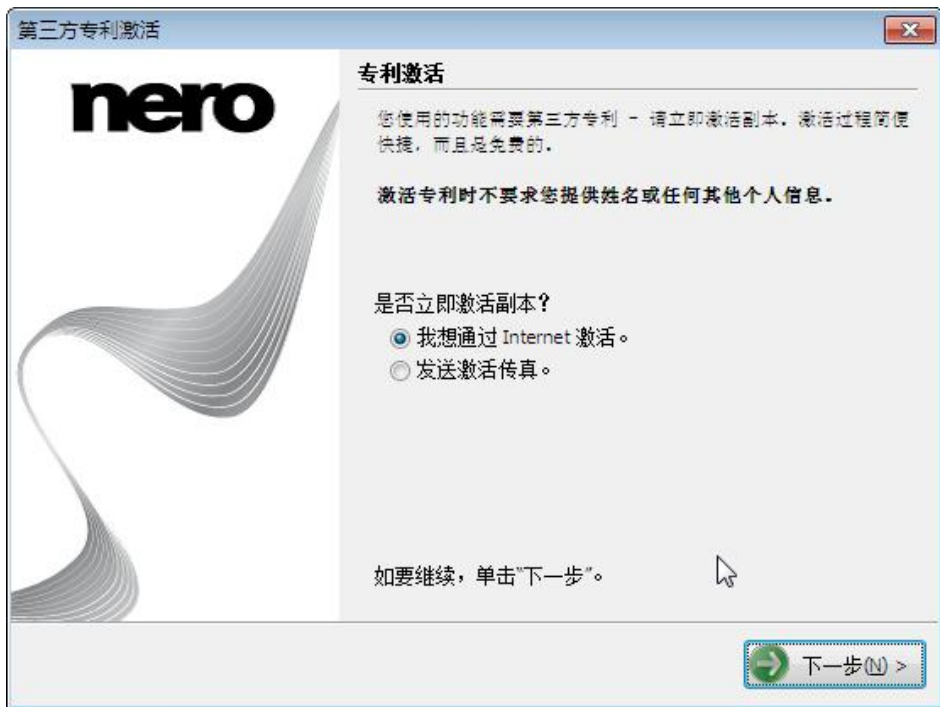 第三方专利激活
nero
专利激活
您使用的功能需要第三方专利 - 请立即激活副本. 激活过程简便
快捷, 而且是免费的.
激活专利时不要求您提供姓名或任何其他个人信息.
是否立即激活副本?
我想通过 Internet 激活。
发送激活传真。
如要继续, 单击"下一步"。
下一步(N) >